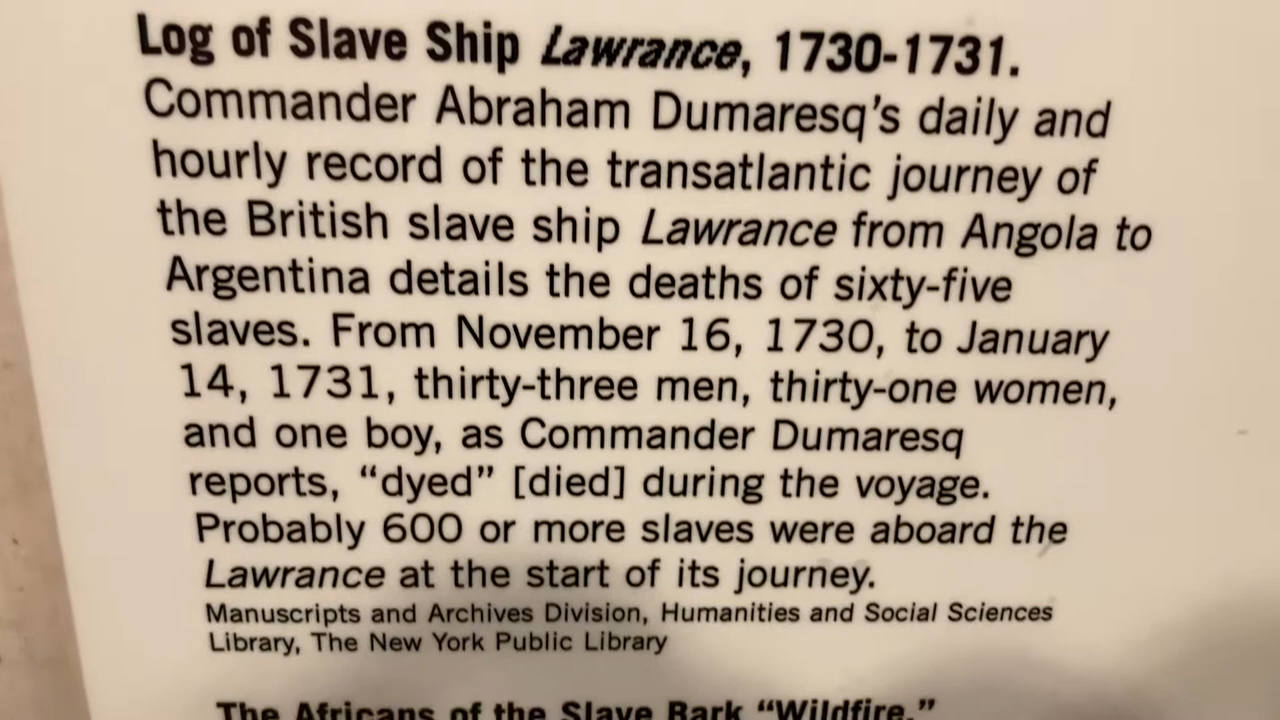 Log of Slave Ship Lawrance, 1730-1731.
Commander Abraham Dumaresq's daily and
hourly record of the transatlantic journey of
the British slave ship Lawrance from Angola to
Argentina details the deaths of sixty-five
slaves. From November 16, 1730, to January
14, 1731, thirty-three men, thirty-one women,
and one boy, as Commander Dumaresq
reports, “dyed” [died] during the voyage.
Probably 600 or more slaves were aboard the
Lawrance at the start of its journey.
Manuscripts and Archives Division, Humanities and Social Sciences
Library, The New York Public Library
The Africans of the Slave Bark “Wildfire.”